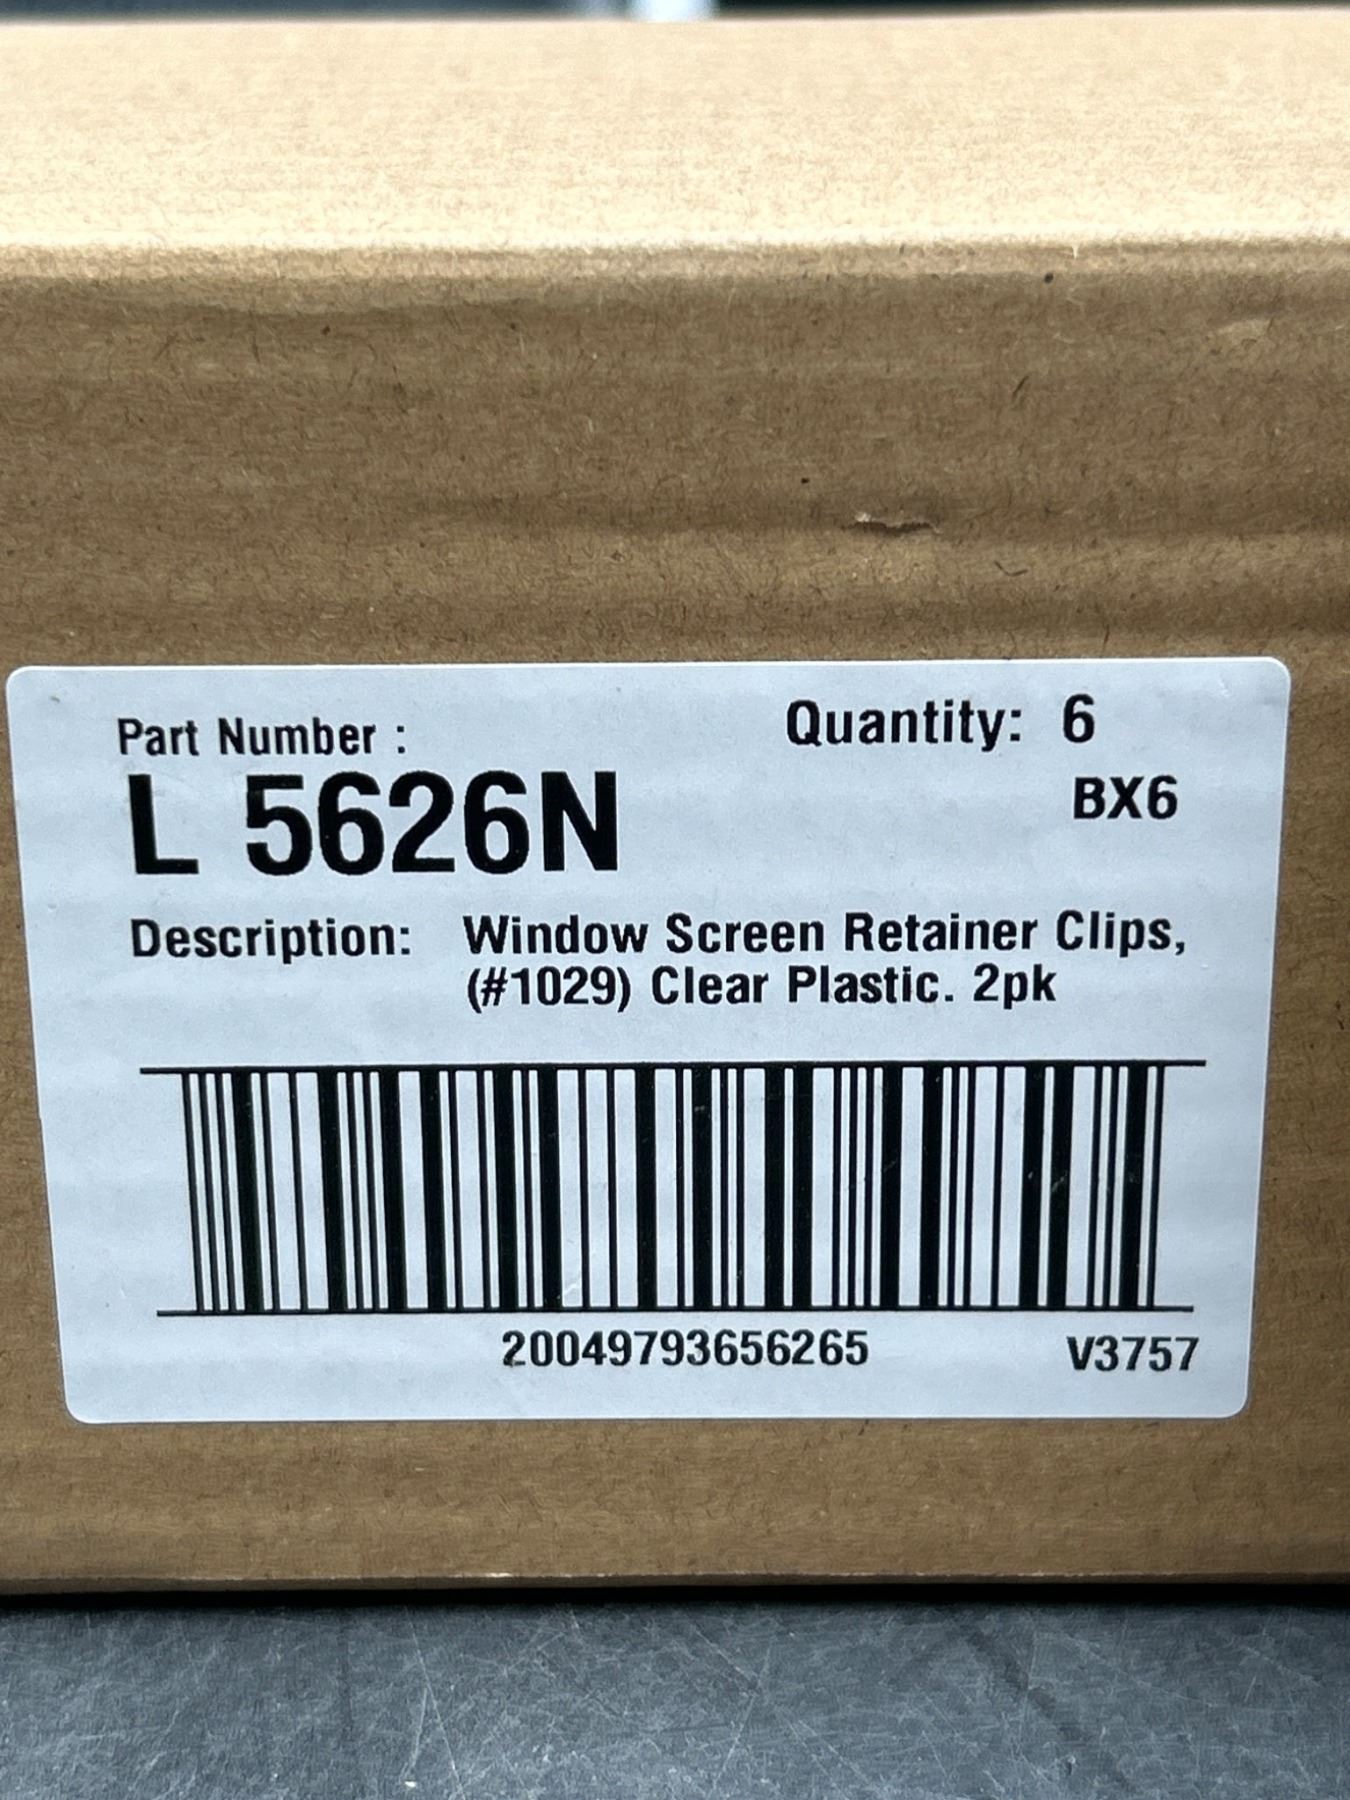 Part Number :
Quantity: 6
L 5626N
BX6
Description: Window Screen Retainer Clips,
(#1029) Clear Plastic. 2pk
20049793656265
V3757